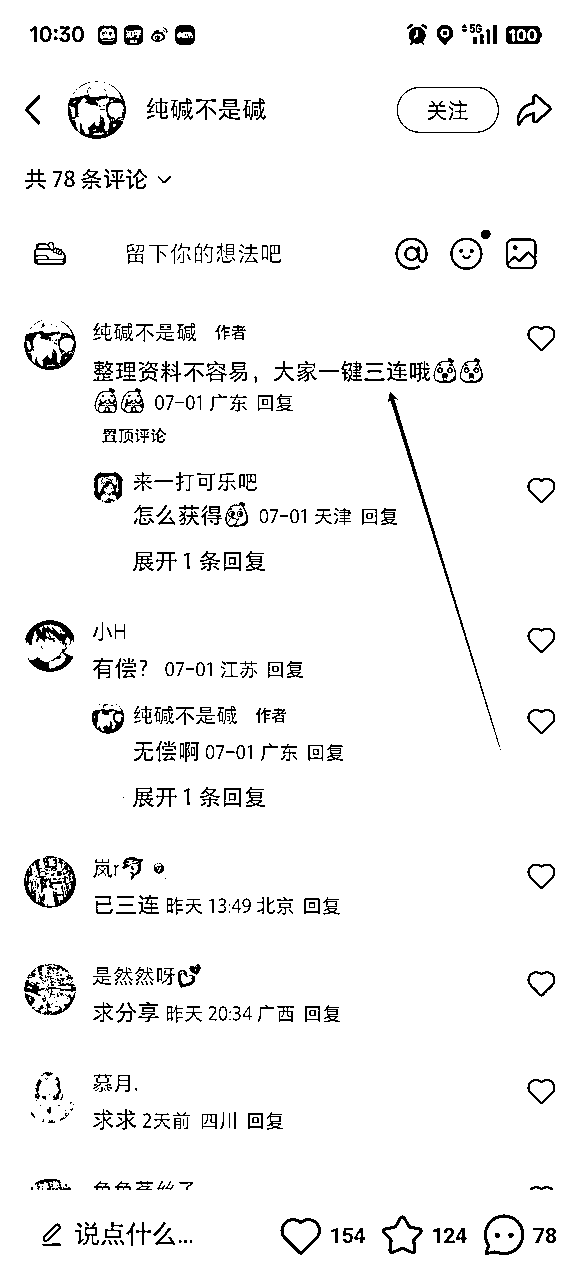 10:30 5G 100
纯碱不是碱 关注
共 78 条评论
留下你的想法吧
纯碱不是碱 作者
整理资料不容易，大家一键三连哦
07-01 广东 回复
置顶评论
来一打可乐吧
怎么获得 07-01 天津 回复
展开 1 条回复
小H
有偿？ 07-01 江苏 回复
纯碱不是碱 作者
无偿啊 07-01 广东 回复
展开 1 条回复
岚r
已三连 昨天 13:49 北京 回复
是然然呀
求分享 昨天 20:34 广西 回复
慕月.
求求 2天前 四川 回复
说点什么... 154 124 78